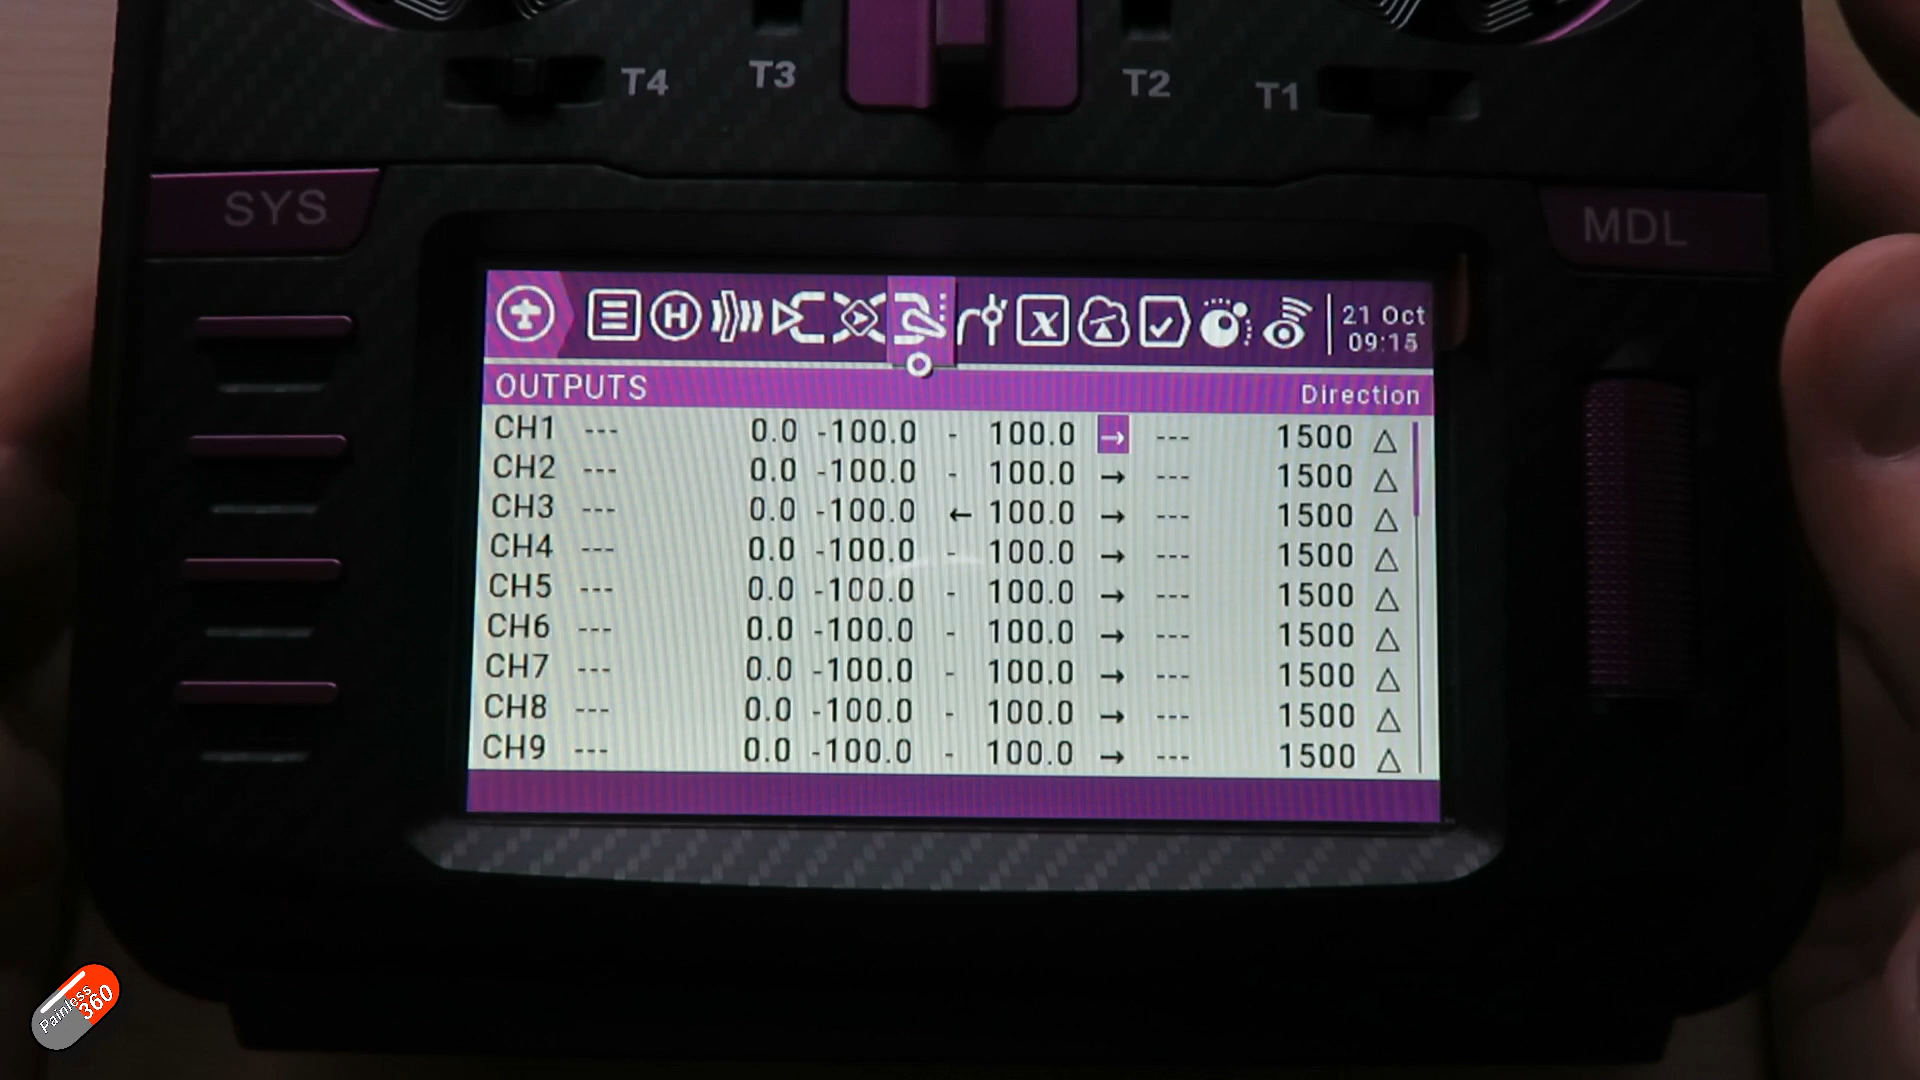 T4 T3 T2 T1
SYS
MDL
H x 21 Oct
09:15
OUTPUTS Direction
CH1 --- 0.0 -100.0 - 100.0 → --- 1500 △
CH2 --- 0.0 -100.0 - 100.0 → --- 1500 △
CH3 --- 0.0 -100.0 ← 100.0 → --- 1500 △
CH4 --- 0.0 -100.0 - 100.0 → --- 1500 △
CH5 --- 0.0 -100.0 - 100.0 → --- 1500 △
CH6 --- 0.0 -100.0 - 100.0 → --- 1500 △
CH7 --- 0.0 -100.0 - 100.0 → --- 1500 △
CH8 --- 0.0 -100.0 - 100.0 → --- 1500 △
CH9 --- 0.0 -100.0 - 100.0 → --- 1500 △
Painless
360